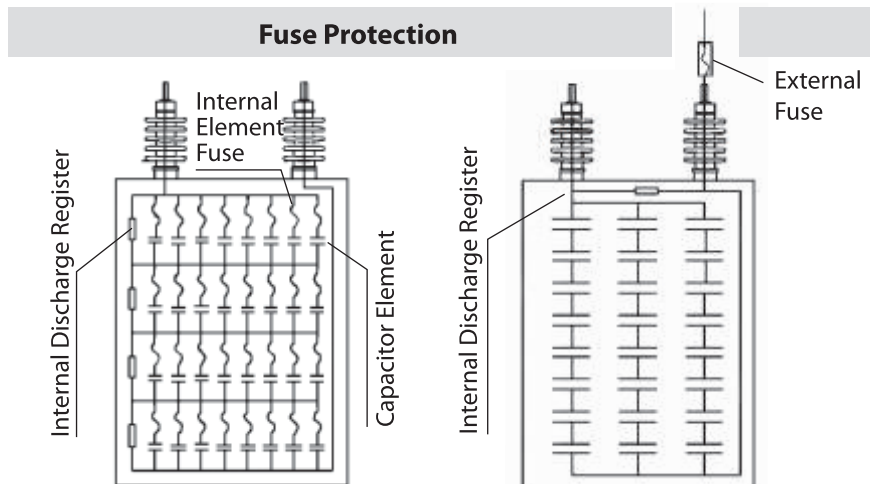 Fuse Protection
Internal
Element
Fuse
External
Fuse
Internal Discharge Register
Capacitor Element
Internal Discharge Register